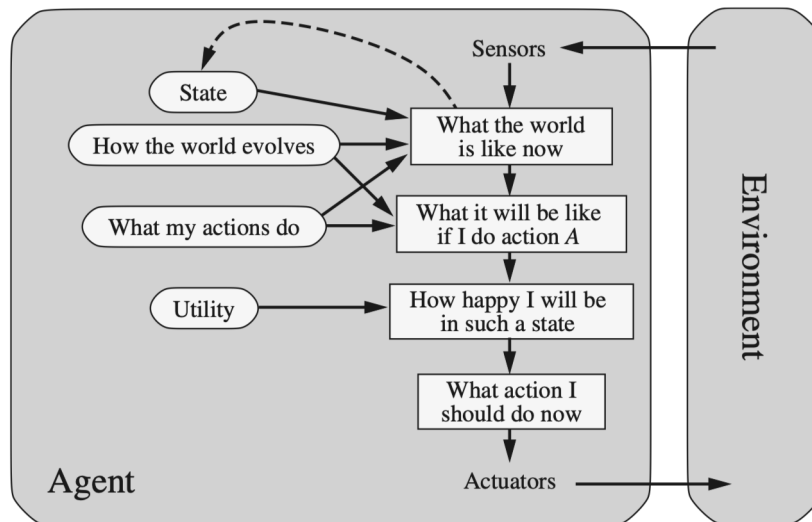 Sensors
State
What the world
is like now
How the world evolves
What it will be like
if I do action A
What my actions do
How happy I will be
in such a state
Utility
What action I
should do now
Agent
Actuators
Environment